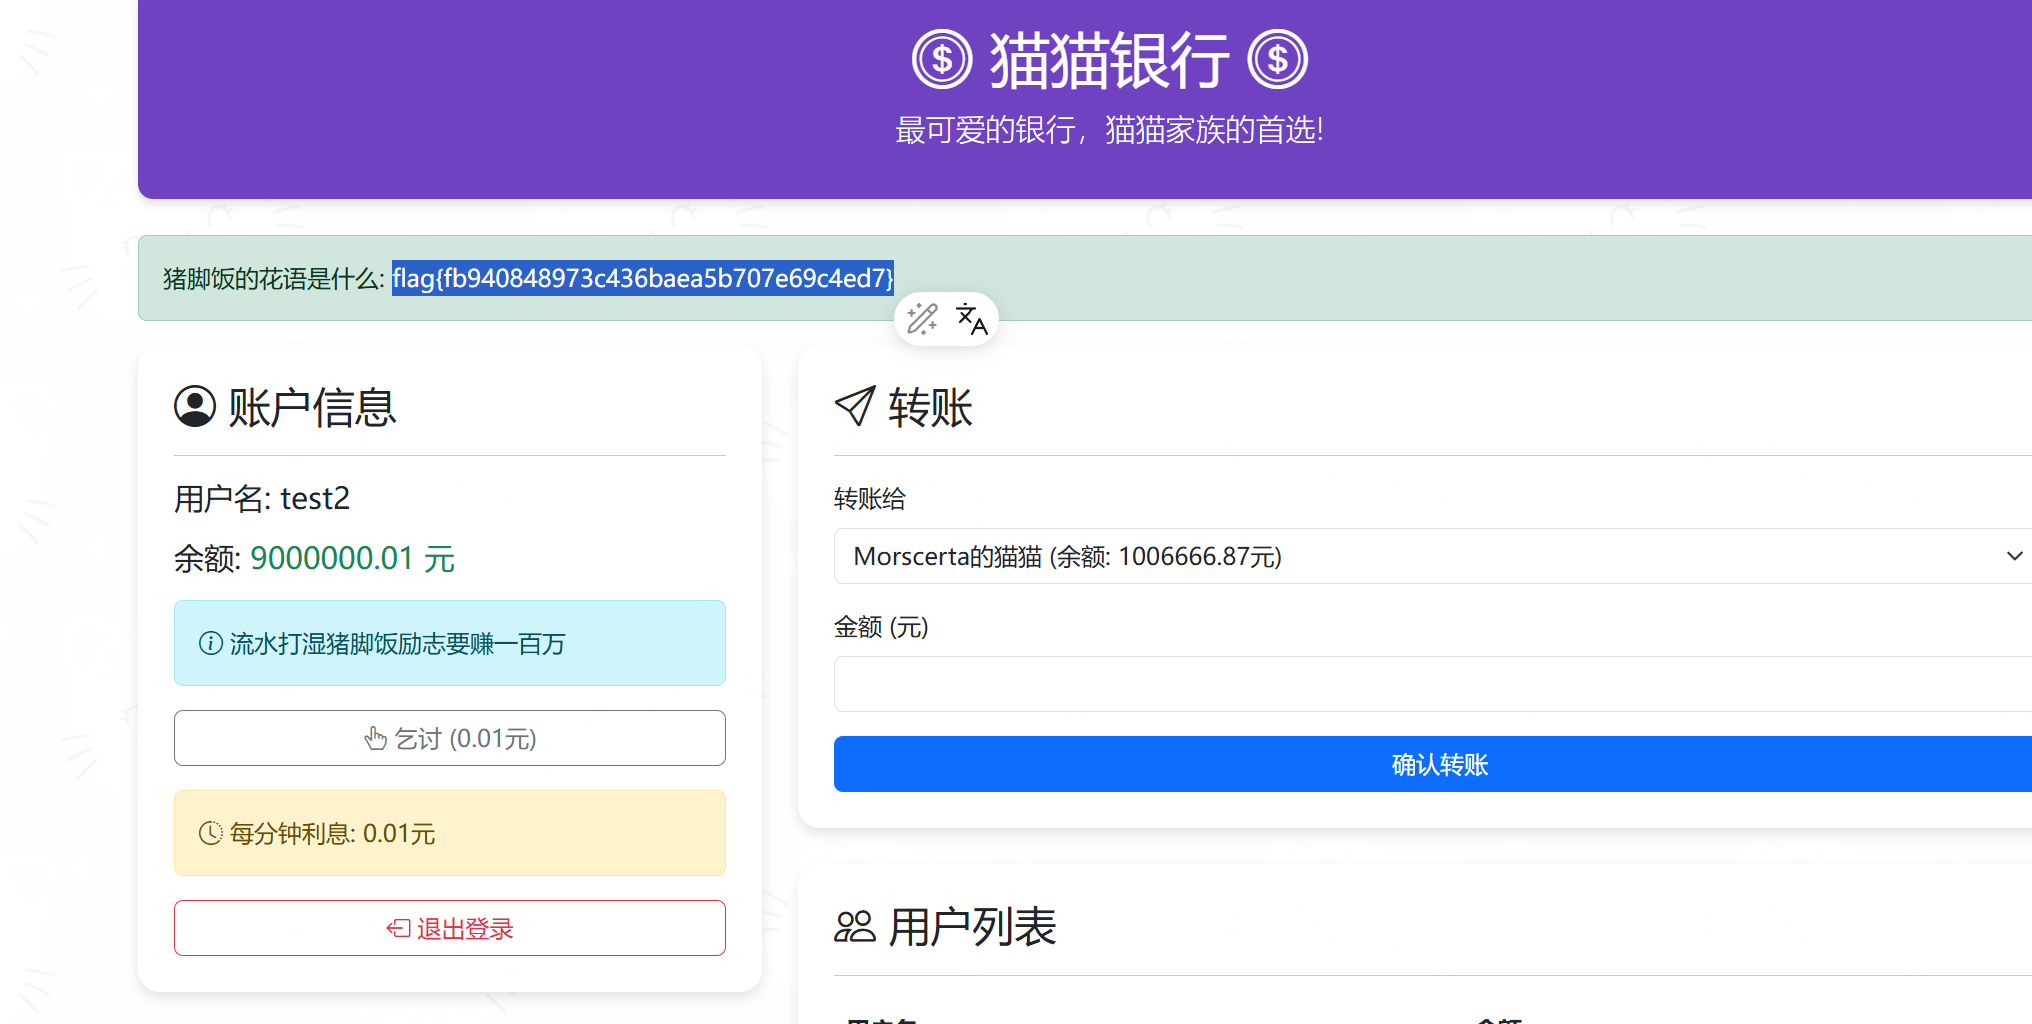 猫猫银行
最可爱的银行，猫猫家族的首选!
猪脚饭的花语是什么: flag{fb940848973c436baea5b707e69c4ed7}
账户信息
用户名: test2
余额: 9000000.01 元
流水打湿猪脚饭励志要赚一百万
乞讨 (0.01元)
每分钟利息: 0.01元
退出登录
转账
转账给
Morscerta的猫猫 (余额: 1006666.87元)
金额 (元)
确认转账
用户列表